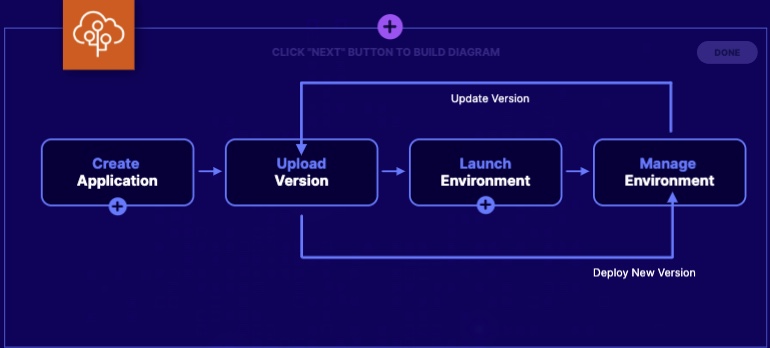 CLICK "NEXT" BUTTON TO BUILD DIAGRAM
DONE
Update Version
Create
Application
Upload
Version
Launch
Environment
Manage
Environment
Deploy New Version